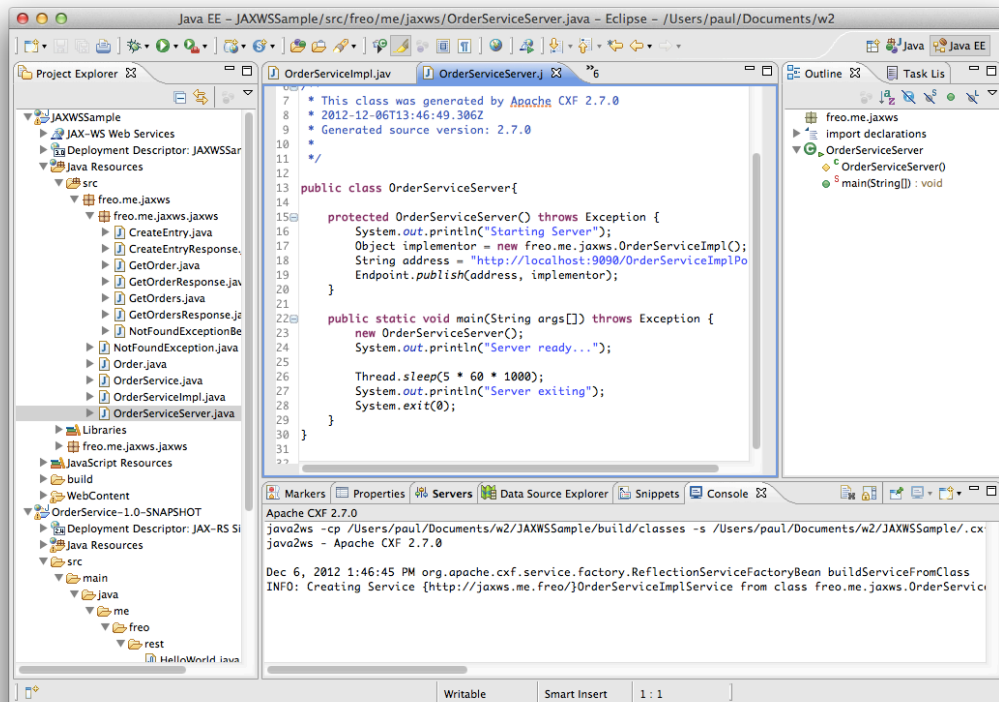 Java EE - JAXWSSample/src/freo/me/jaxws/OrderServiceServer.java - Eclipse - /Users/paul/Documents/w2
Java
Java EE
Project Explorer
JAXWSSample
JAX-WS Web Services
Deployment Descriptor: JAXWSSar
Java Resources
src
freo.me.jaxws
freo.me.jaxws.jaxws
CreateEntry.java
CreateEntryResponse.
GetOrder.java
GetOrderResponse.jav
GetOrders.java
GetOrdersResponse.ja
NotFoundExceptionBe
NotFoundException.java
Order.java
OrderService.java
OrderServiceImpl.java
OrderServiceServer.java
Libraries
freo.me.jaxws.jaxws
JavaScript Resources
build
WebContent
OrderService-1.0-SNAPSHOT
Deployment Descriptor: JAX-RS Si
Java Resources
src
main
java
me
freo
rest
HelloWorld.java
OrderServiceImpl.jav
OrderServiceServer.j
»6
6 /**
7 * This class was generated by Apache CXF 2.7.0
8 * 2012-12-06T13:46:49.306Z
9 * Generated source version: 2.7.0
10 *
11 */
12
13 public class OrderServiceServer{
14
15 protected OrderServiceServer() throws Exception {
16 System.out.println("Starting Server");
17 Object implementor = new freo.me.jaxws.OrderServiceImpl();
18 String address = "http://localhost:9090/OrderServiceImplPo
19 Endpoint.publish(address, implementor);
20 }
21
22 public static void main(String args[]) throws Exception {
23 new OrderServiceServer();
24 System.out.println("Server ready...");
25
26 Thread.sleep(5 * 60 * 1000);
27 System.out.println("Server exiting");
28 System.exit(0);
29 }
30 }
31
32
Outline
Task Lis
freo.me.jaxws
import declarations
OrderServiceServer
OrderServiceServer()
main(String[]) : void
Markers
Properties
Servers
Data Source Explorer
Snippets
Console
Apache CXF 2.7.0
java2ws -cp /Users/paul/Documents/w2/JAXWSSample/build/classes -s /Users/paul/Documents/w2/JAXWSSample/.cx
java2ws - Apache CXF 2.7.0
Dec 6, 2012 1:46:45 PM org.apache.cxf.service.factory.ReflectionServiceFactoryBean buildServiceFromClass
INFO: Creating Service {http://jaxws.me.freo/}OrderServiceImplService from class freo.me.jaxws.OrderService
Writable
Smart Insert
1 : 1